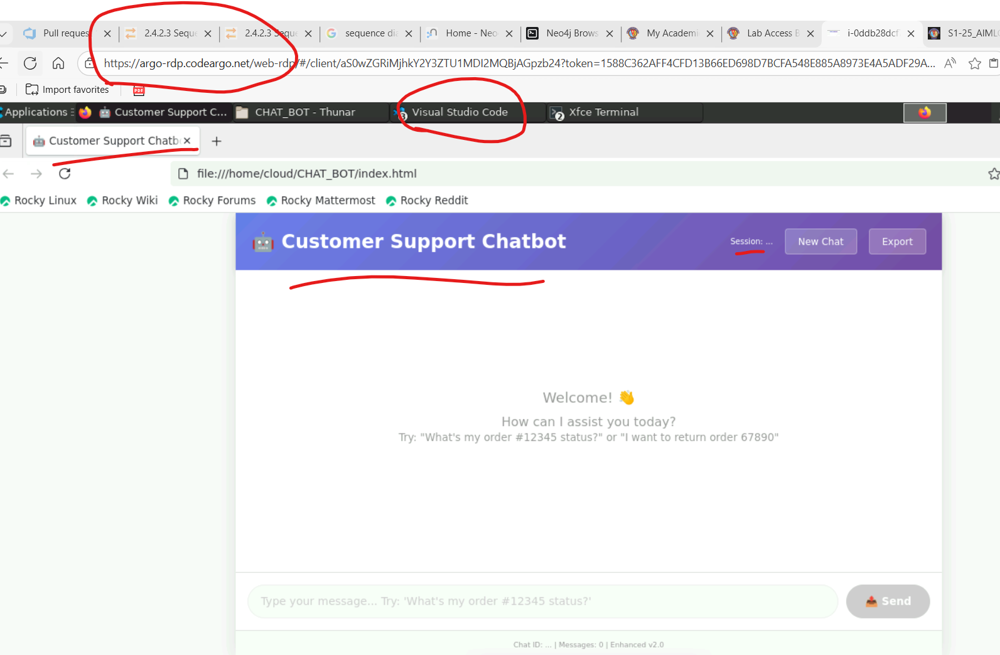 Pull reques
2.4.2.3 Seque
2.4.2.3 Seque
sequence dia
Home - Neo
Neo4j Brows
My Academi
Lab Access B
i-0ddb28dcf
S1-25_AIML
https://argo-rdp.codeargo.net/web-rdp/#/client/aS0wZGRiMjhkY2Y3ZTU1MDI2MQBjAGpzb24?token=1588C362AFF4CFD13B66ED698D7BCFA548E885A8973E4A5ADF29A...
Import favorites
PDF
Applications
Customer Support C...
CHAT_BOT - Thunar
3
Visual Studio Code
2
Xfce Terminal
Customer Support Chatb
file:///home/cloud/CHAT_BOT/index.html
Rocky Linux
Rocky Wiki
Rocky Forums
Rocky Mattermost
Rocky Reddit
Customer Support Chatbot
Session: ...
New Chat
Export
Welcome! 👋
How can I assist you today?
Try: "What's my order #12345 status?" or "I want to return order 67890"
Type your message... Try: 'What's my order #12345 status?'
Send
Chat ID: ... | Messages: 0 | Enhanced v2.0